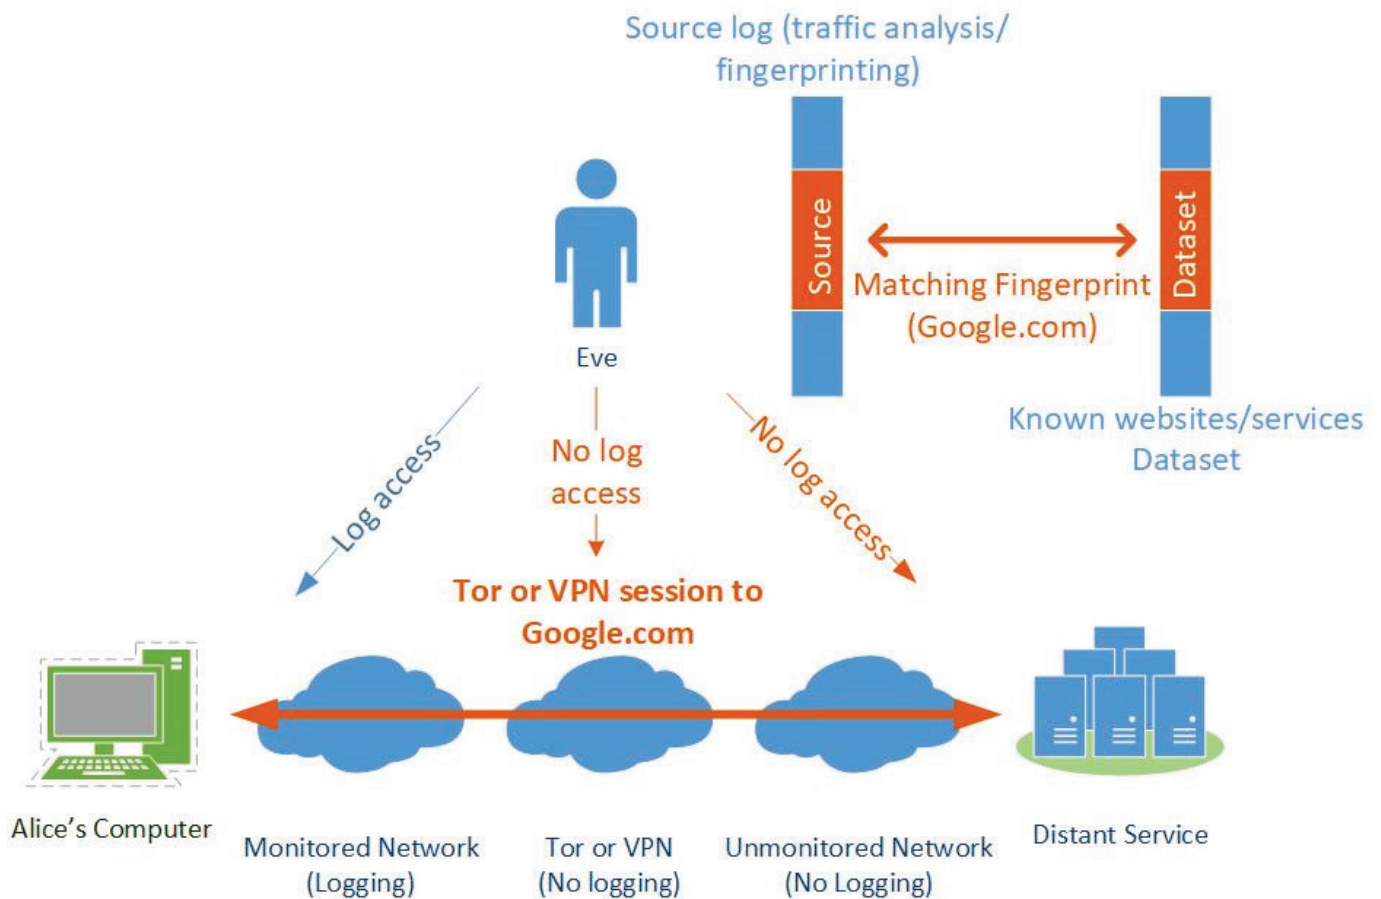 Source log (traffic analysis/
fingerprinting)
Source
Dataset
Matching Fingerprint
(Google.com)
Known websites/services
Dataset
Eve
Log access
No log
access
No log access
Tor or VPN session to
Google.com
Alice’s Computer
Monitored Network
(Logging)
Tor or VPN
(No logging)
Unmonitored Network
(No Logging)
Distant Service